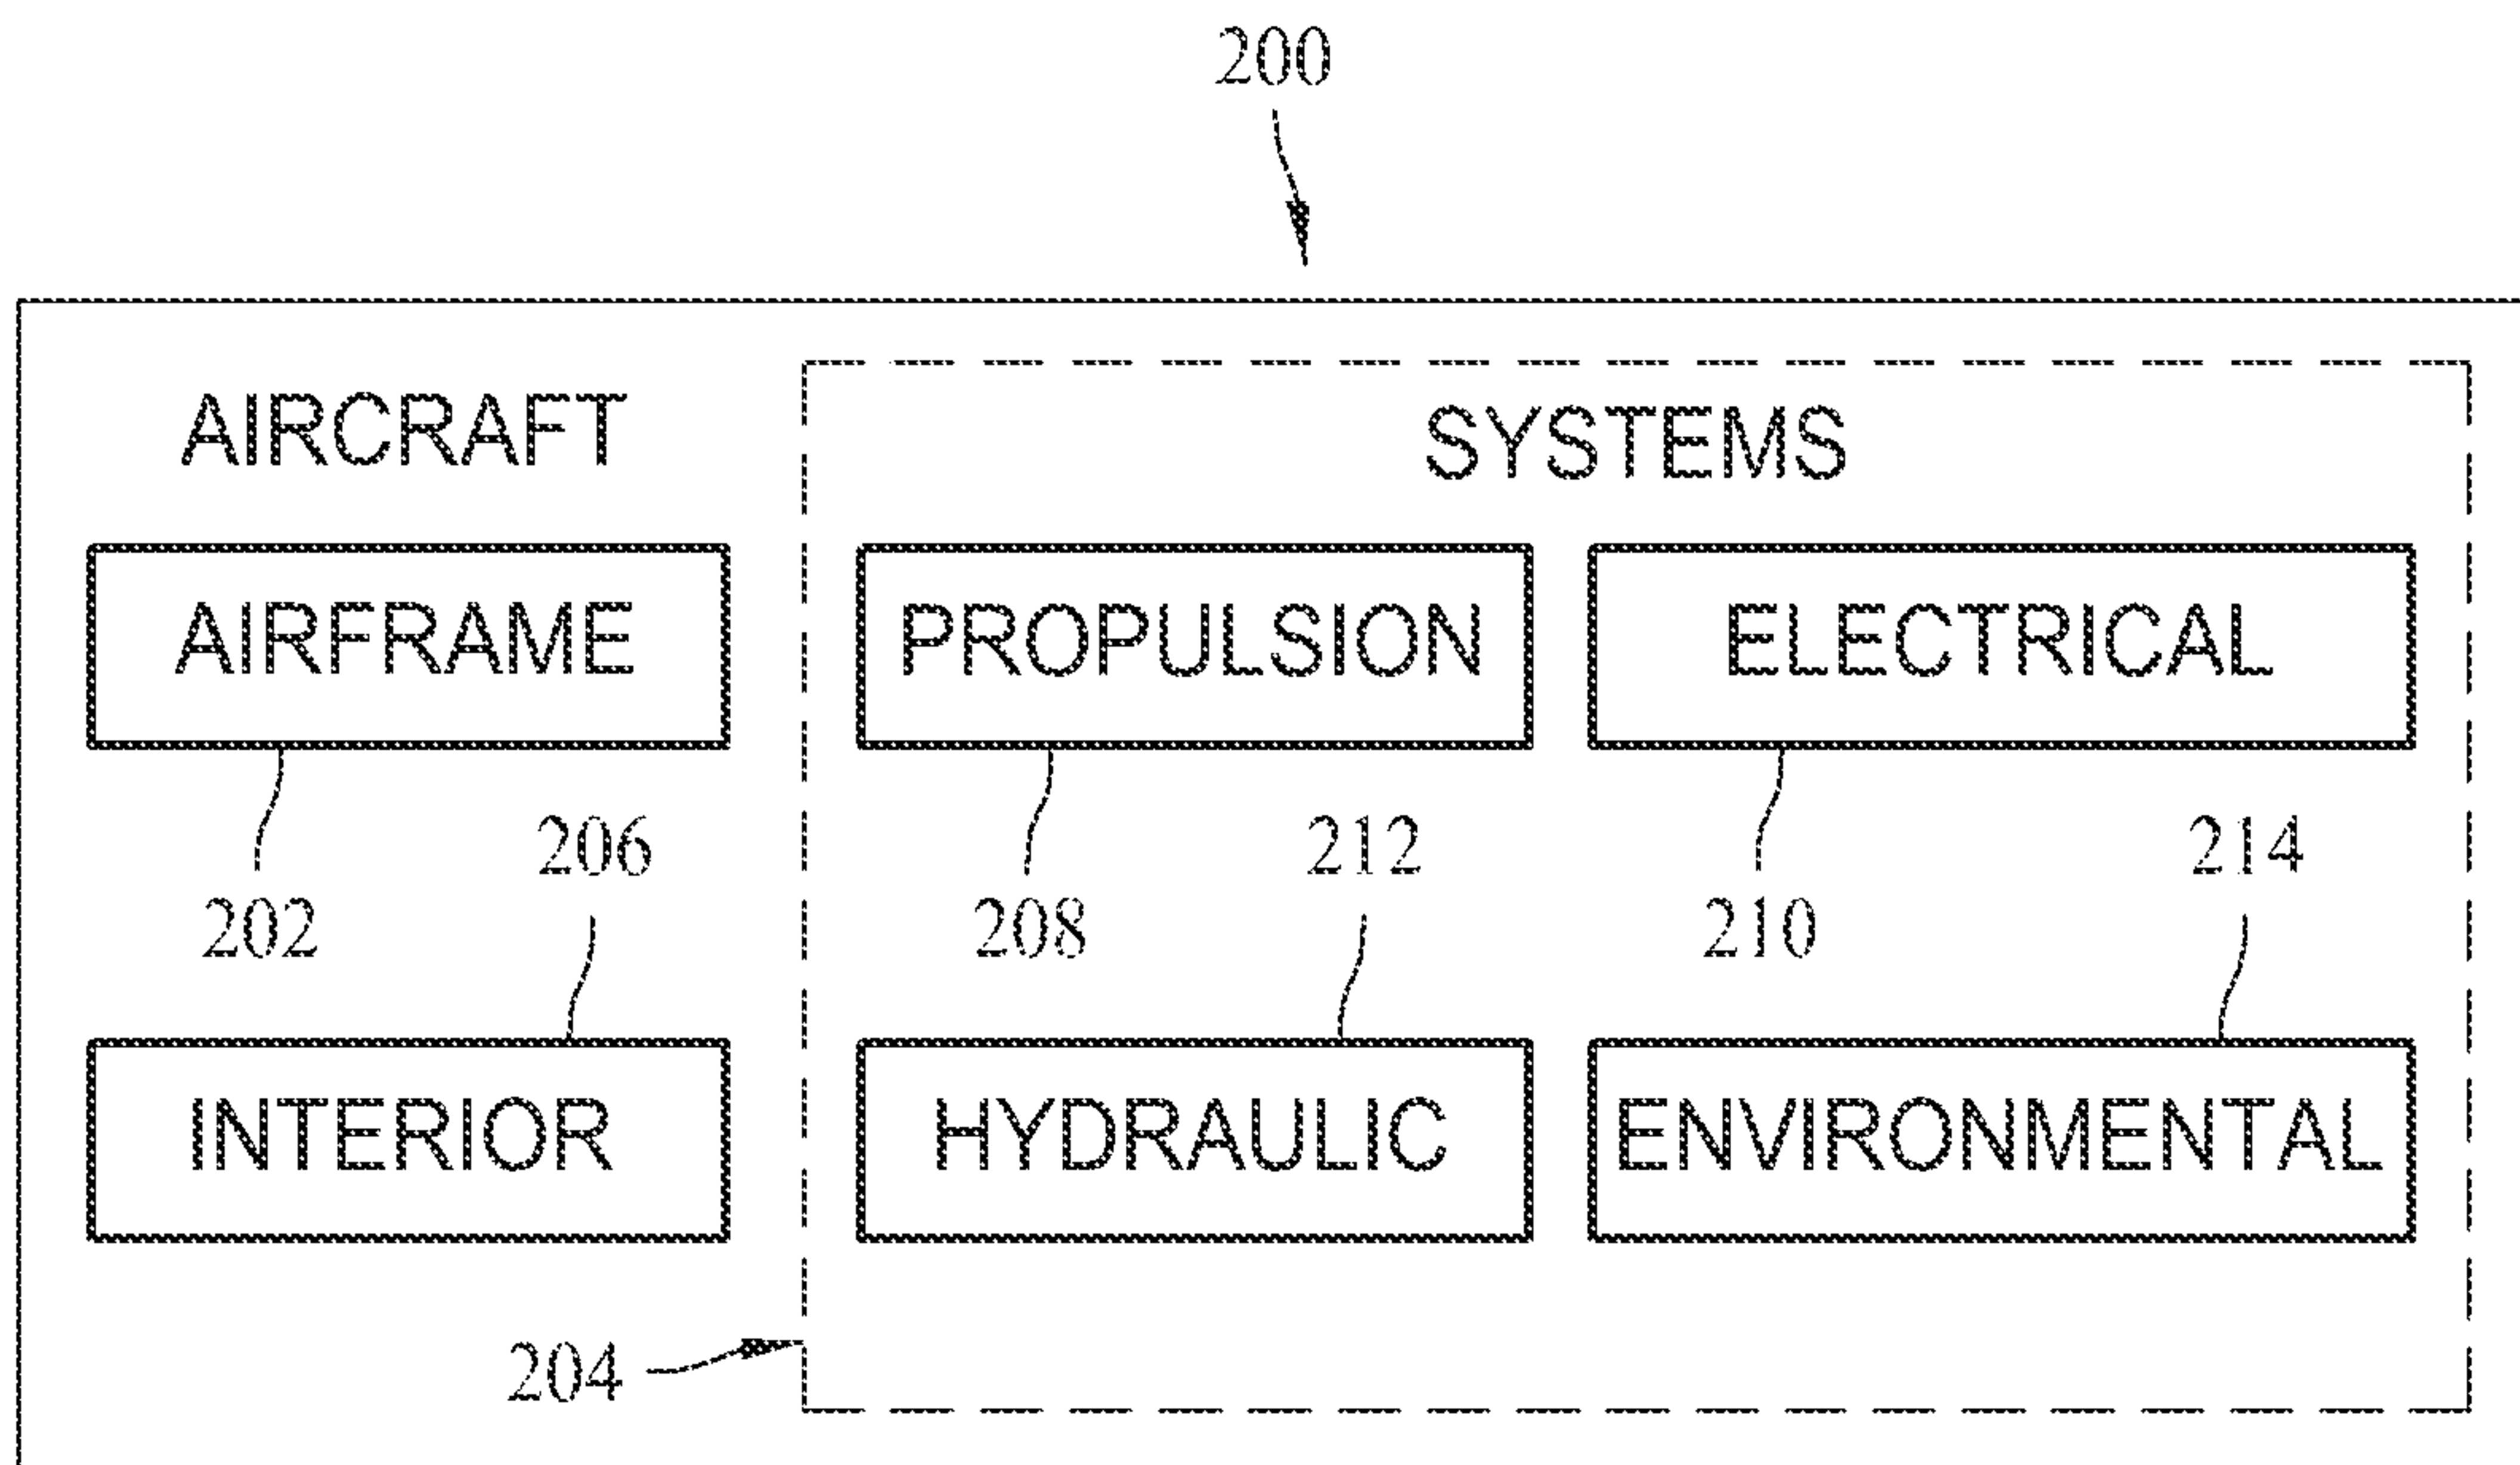 200
AIRCRAFT
SYSTEMS
AIRFRAME
PROPULSION
ELECTRICAL
206
212
214
202
208
210
INTERIOR
HYDRAULIC
ENVIRONMENTAL
204